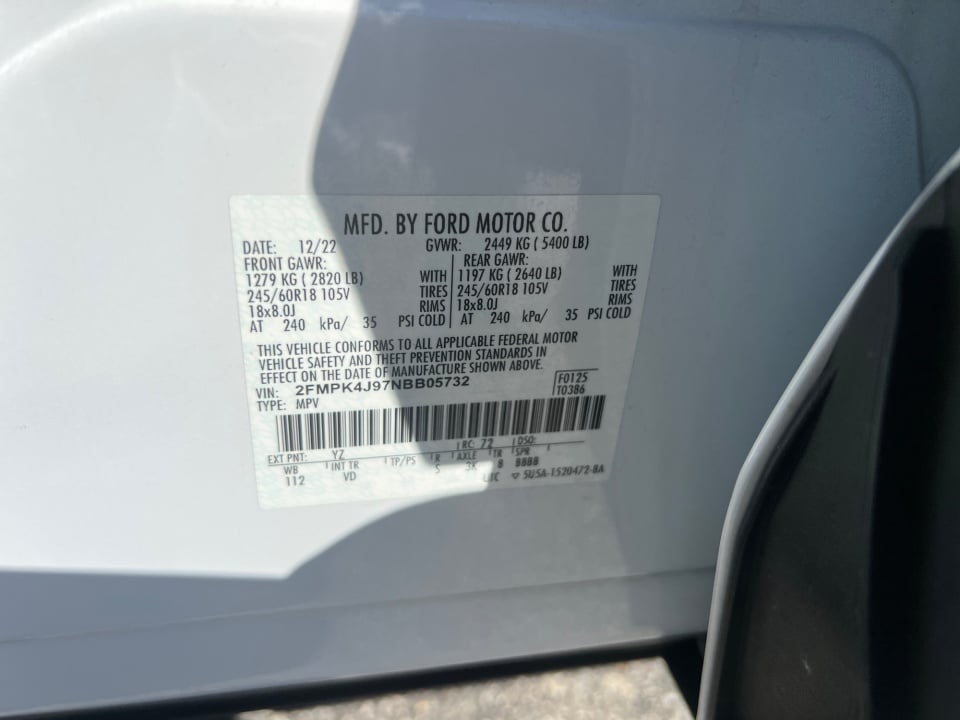 MFD. BY FORD MOTOR CO.
DATE: 12/22 GVWR: 2449 KG ( 5400 LB)
FRONT GAWR: REAR GAWR:
1279 KG ( 2820 LB) WITH 1197 KG ( 2640 LB) WITH
245/60R18 105V TIRES 245/60R18 105V TIRES
18x8.0J RIMS 18x8.0J RIMS
AT 240 kPa/ 35 PSI COLD AT 240 kPa/ 35 PSI COLD
THIS VEHICLE CONFORMS TO ALL APPLICABLE FEDERAL MOTOR
VEHICLE SAFETY AND THEFT PREVENTION STANDARDS IN
EFFECT ON THE DATE OF MANUFACTURE SHOWN ABOVE.
VIN: 2FMPK4J97NBB05732 F0125
TYPE: MPV T0386
EXT PNT: YZ RC: 72 DSO:
WB INT TR TP/PS R AXLE TR SPR
112 VD S 3K 8 BBBB
UTC ▽ 5U5A-1520472-BA